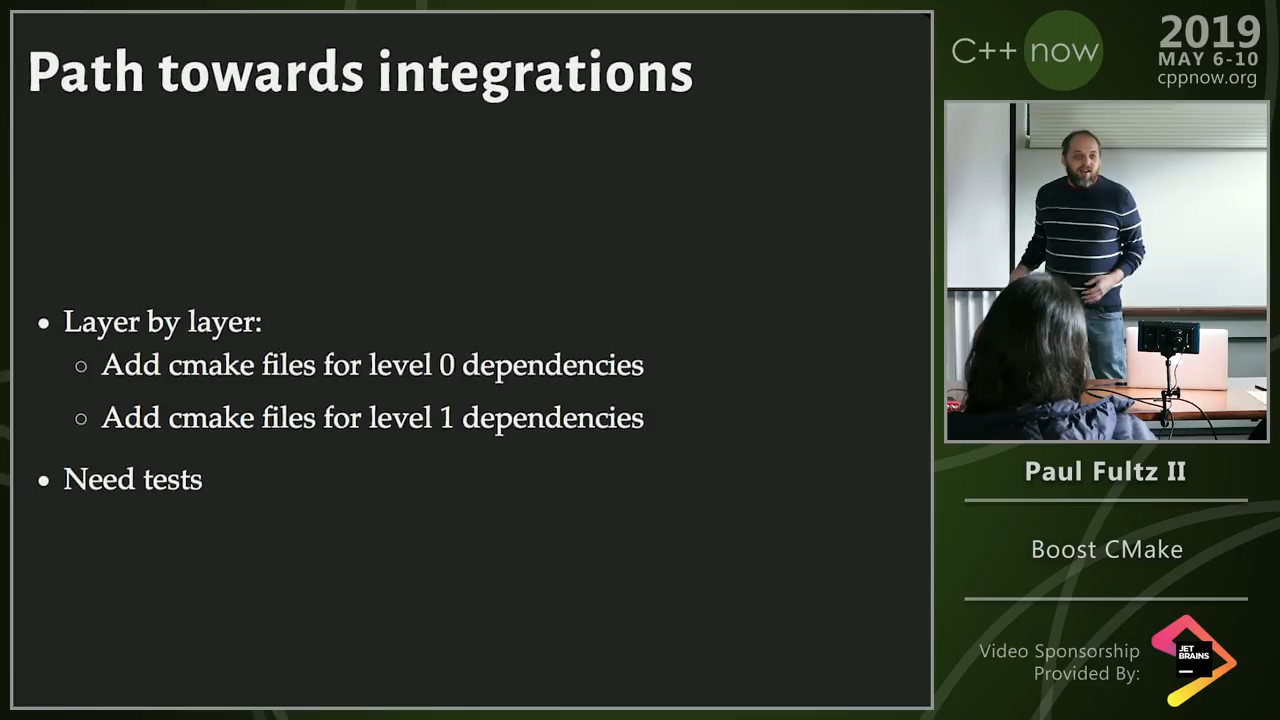 Path towards integrations
• Layer by layer:
○ Add cmake files for level 0 dependencies
○ Add cmake files for level 1 dependencies
• Need tests
C++ now
2019
MAY 6-10
cppnow.org
Paul Fultz II
Boost CMake
Video Sponsorship
Provided By:
JET
BRAINS